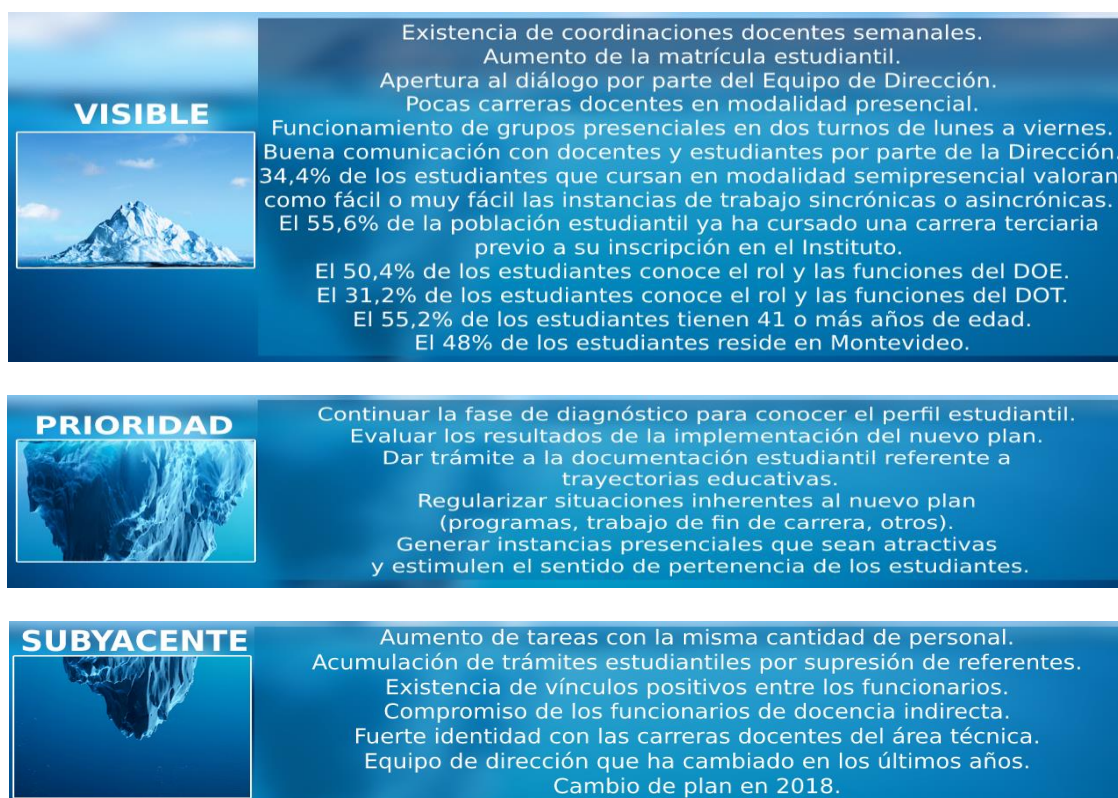 VISIBLE
Existencia de coordinaciones docentes semanales.
Aumento de la matrícula estudiantil.
Apertura al diálogo por parte del Equipo de Dirección.
Pocas carreras docentes en modalidad presencial.
Funcionamiento de grupos presenciales en dos turnos de lunes a viernes.
Buena comunicación con docentes y estudiantes por parte de la Dirección.
34,4% de los estudiantes que cursan en modalidad semipresencial valoran
como fácil o muy fácil las instancias de trabajo sincrónicas o asincrónicas.
El 55,6% de la población estudiantil ya ha cursado una carrera terciaria
previo a su inscripción en el Instituto.
El 50,4% de los estudiantes conoce el rol y las funciones del DOE.
El 31,2% de los estudiantes conoce el rol y las funciones del DOT.
El 55,2% de los estudiantes tienen 41 o más años de edad.
El 48% de los estudiantes reside en Montevideo.
PRIORIDAD
Continuar la fase de diagnóstico para conocer el perfil estudiantil.
Evaluar los resultados de la implementación del nuevo plan.
Dar trámite a la documentación estudiantil referente a
trayectorias educativas.
Regularizar situaciones inherentes al nuevo plan
(programas, trabajo de fin de carrera, otros).
Generar instancias presenciales que sean atractivas
y estimulen el sentido de pertenencia de los estudiantes.
SUBYACENTE
Aumento de tareas con la misma cantidad de personal.
Acumulación de trámites estudiantiles por supresión de referentes.
Existencia de vínculos positivos entre los funcionarios.
Compromiso de los funcionarios de docencia indirecta.
Fuerte identidad con las carreras docentes del área técnica.
Equipo de dirección que ha cambiado en los últimos años.
Cambio de plan en 2018.